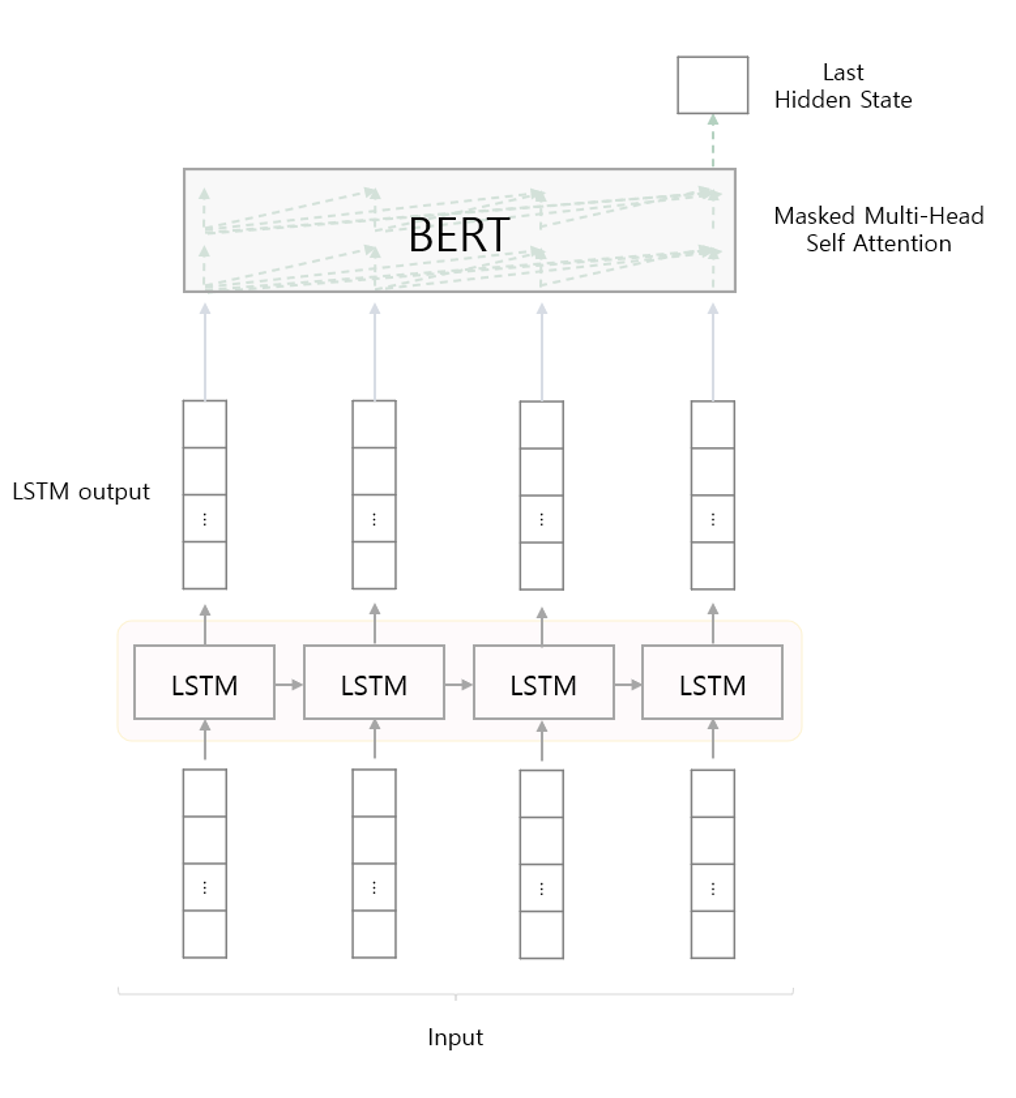 Last
Hidden State
BERT
Masked Multi-Head
Self Attention
LSTM output
...
...
...
...
LSTM
LSTM
LSTM
LSTM
...
...
...
...
Input